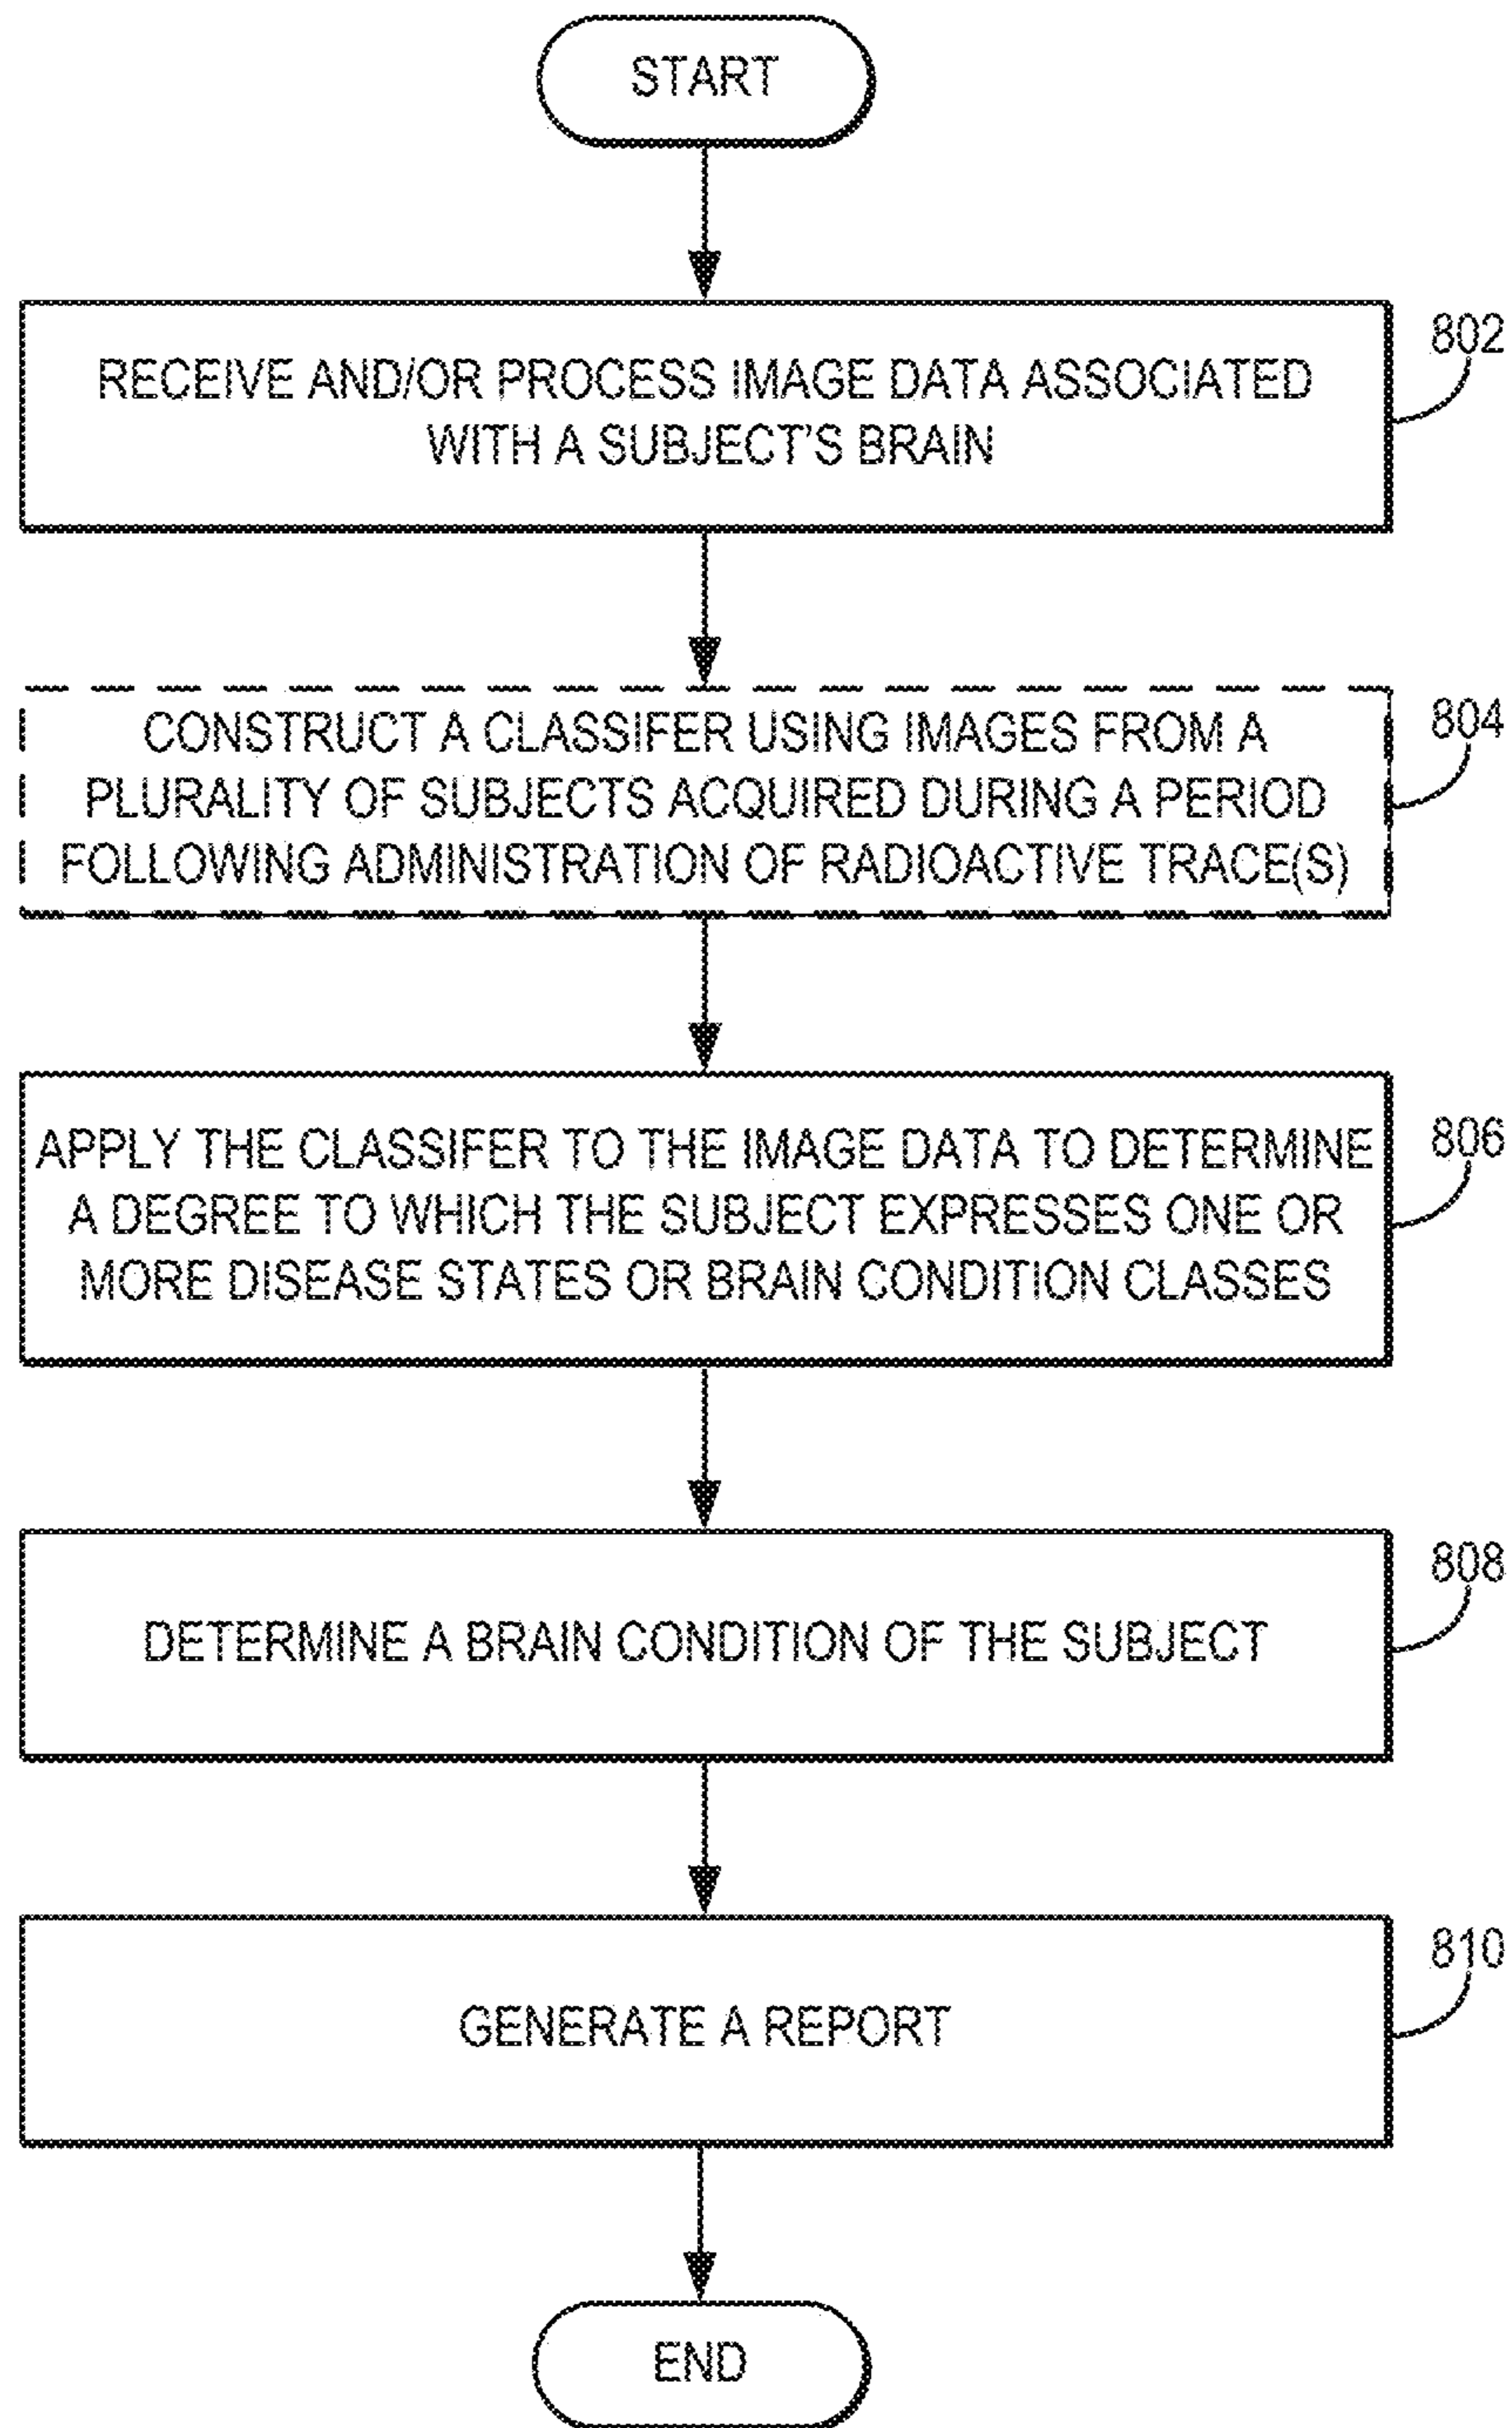 START
802
RECEIVE AND/OR PROCESS IMAGE DATA ASSOCIATED
WITH A SUBJECT'S BRAIN
804
CONSTRUCT A CLASSIFER USING IMAGES FROM A
PLURALITY OF SUBJECTS ACQUIRED DURING A PERIOD
FOLLOWING ADMINISTRATION OF RADIOACTIVE TRACE(S)
806
APPLY THE CLASSIFER TO THE IMAGE DATA TO DETERMINE
A DEGREE TO WHICH THE SUBJECT EXPRESSES ONE OR
MORE DISEASE STATES OR BRAIN CONDITION CLASSES
808
DETERMINE A BRAIN CONDITION OF THE SUBJECT
810
GENERATE A REPORT
END